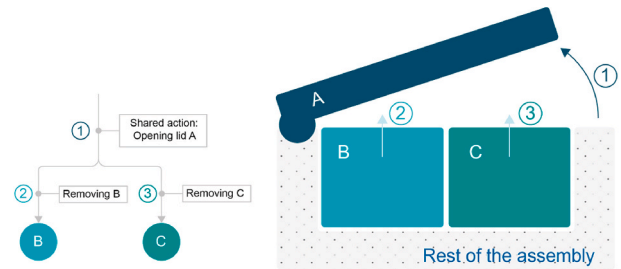 1
Shared action:
Opening lid A
2
Removing B
3
Removing C
B
C
A
1
2
3
B
C
Rest of the assembly